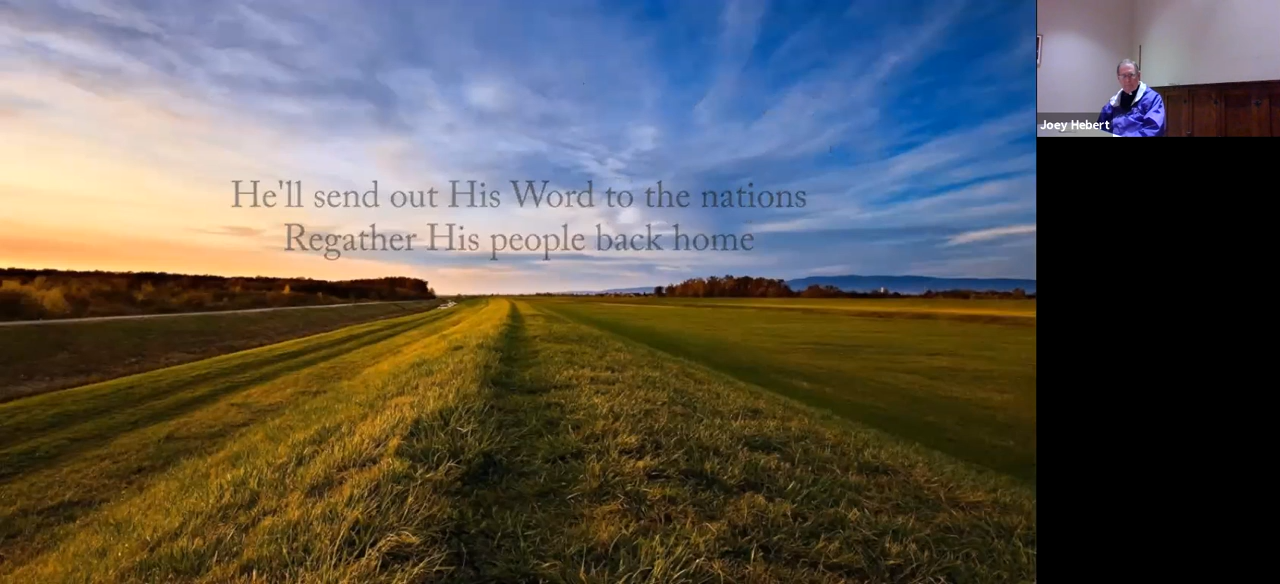 He'll send out His Word to the nations
Regather His people back home
Joey Hebert